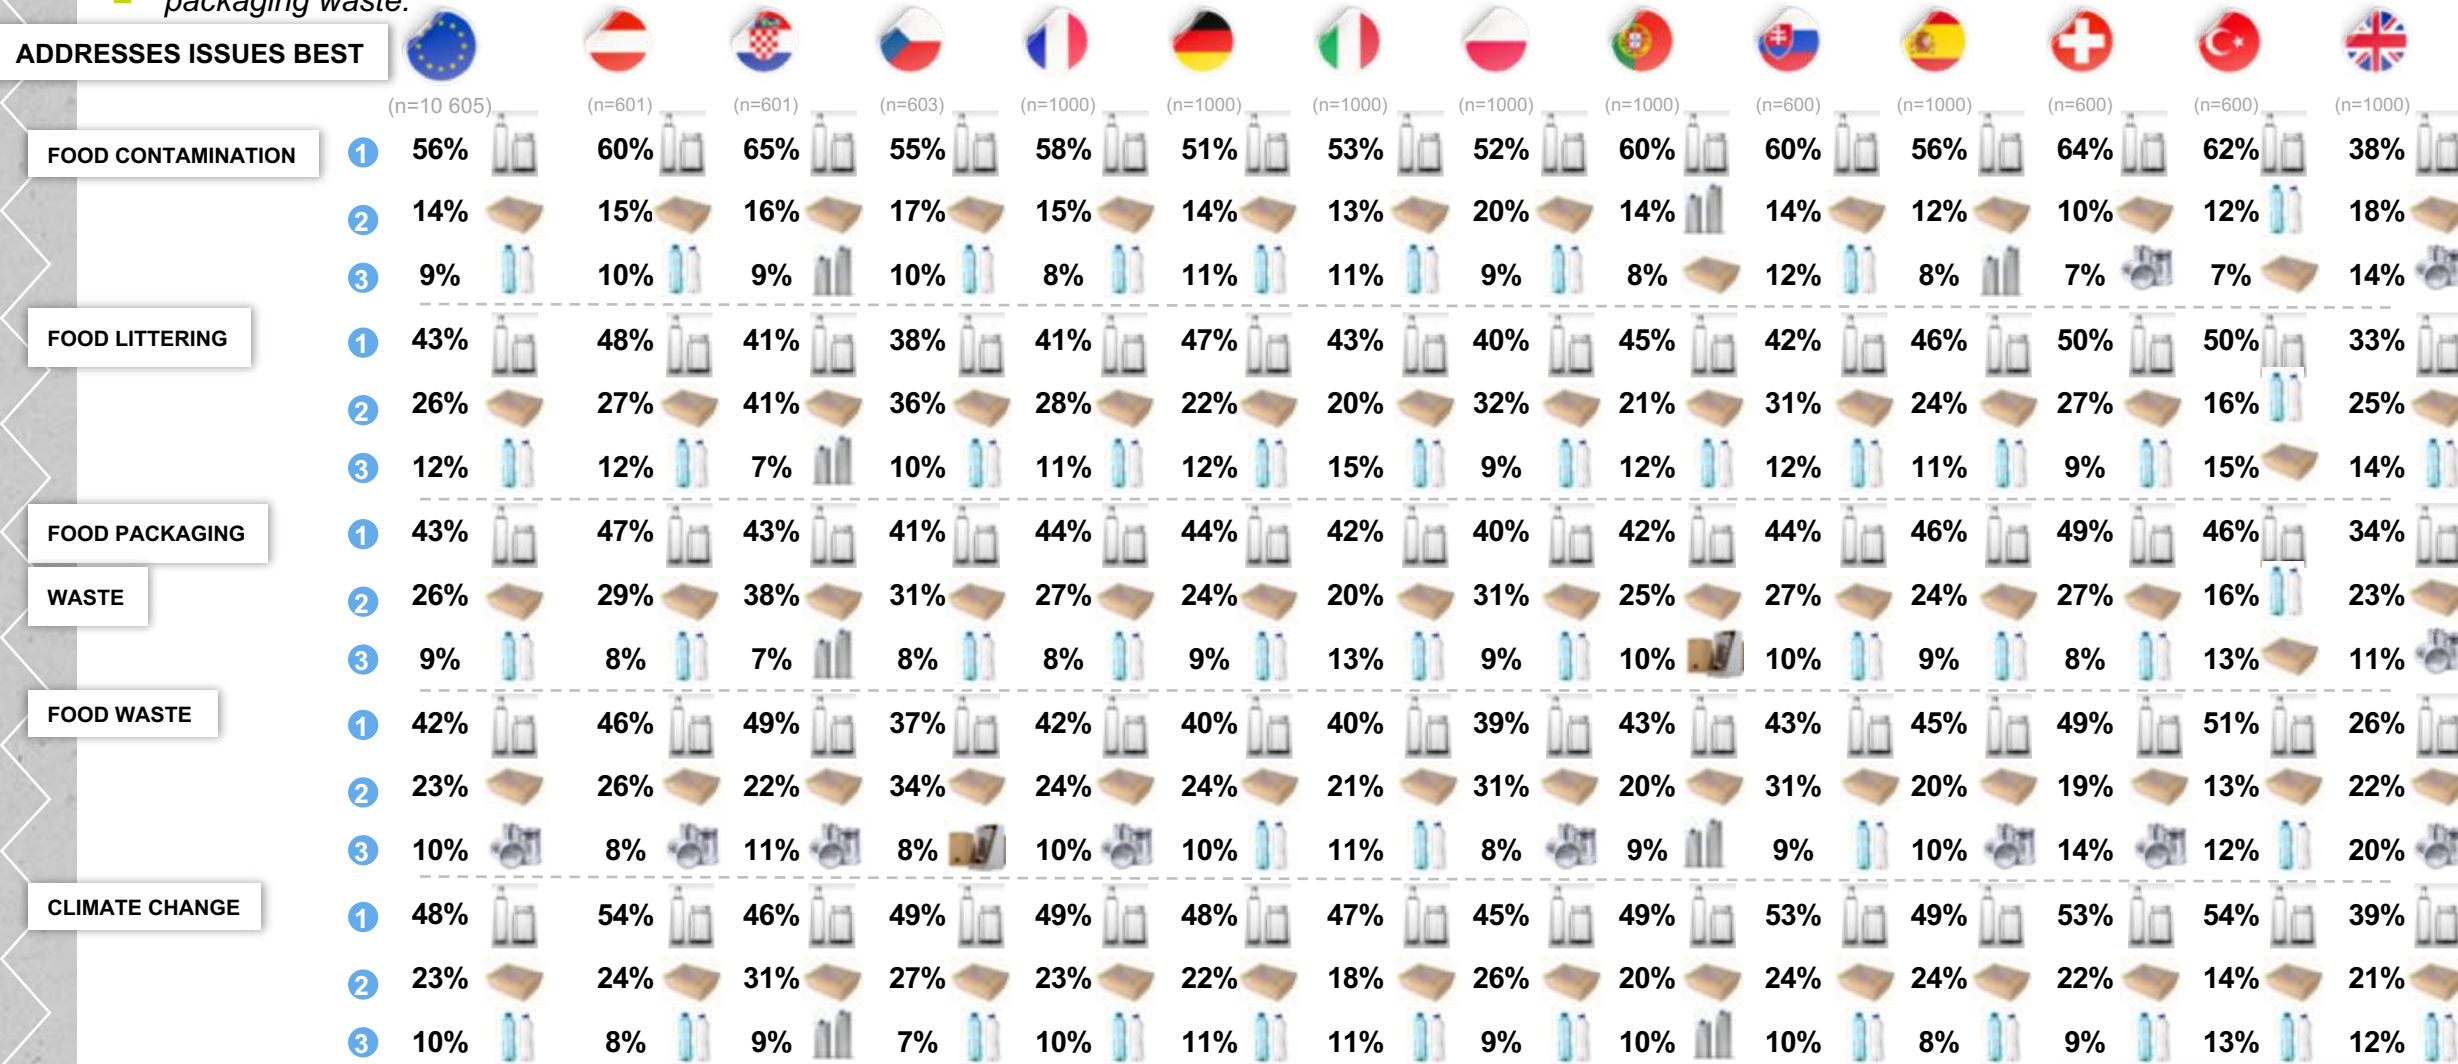 packaging waste.
ADDRESSES ISSUES BEST
(n=10 605) (n=601) (n=601) (n=603) (n=1000) (n=1000) (n=1000) (n=1000) (n=1000) (n=600) (n=1000) (n=600) (n=600) (n=1000)
FOOD CONTAMINATION 1 56% 60% 65% 55% 58% 51% 53% 52% 60% 60% 56% 64% 62% 38%
2 14% 15% 16% 17% 15% 14% 13% 20% 14% 14% 12% 10% 12% 18%
3 9% 10% 9% 10% 8% 11% 11% 9% 8% 12% 8% 7% 7% 14%
FOOD LITTERING 1 43% 48% 41% 38% 41% 47% 43% 40% 45% 42% 46% 50% 50% 33%
2 26% 27% 41% 36% 28% 22% 20% 32% 21% 31% 24% 27% 16% 25%
3 12% 12% 7% 10% 11% 12% 15% 9% 12% 12% 11% 9% 15% 14%
FOOD PACKAGING 1 43% 47% 43% 41% 44% 44% 42% 40% 42% 44% 46% 49% 46% 34%
WASTE 2 26% 29% 38% 31% 27% 24% 20% 31% 25% 27% 24% 27% 16% 23%
3 9% 8% 7% 8% 8% 9% 13% 9% 10% 10% 9% 8% 13% 11%
FOOD WASTE 1 42% 46% 49% 37% 42% 40% 40% 39% 43% 43% 45% 49% 51% 26%
2 23% 26% 22% 34% 24% 24% 21% 31% 20% 31% 20% 19% 13% 22%
3 10% 8% 11% 8% 10% 10% 11% 8% 9% 9% 10% 14% 12% 20%
CLIMATE CHANGE 1 48% 54% 46% 49% 49% 48% 47% 45% 49% 53% 49% 53% 54% 39%
2 23% 24% 31% 27% 23% 22% 18% 26% 20% 24% 24% 22% 14% 21%
3 10% 8% 9% 7% 10% 11% 11% 9% 10% 10% 8% 9% 13% 12%